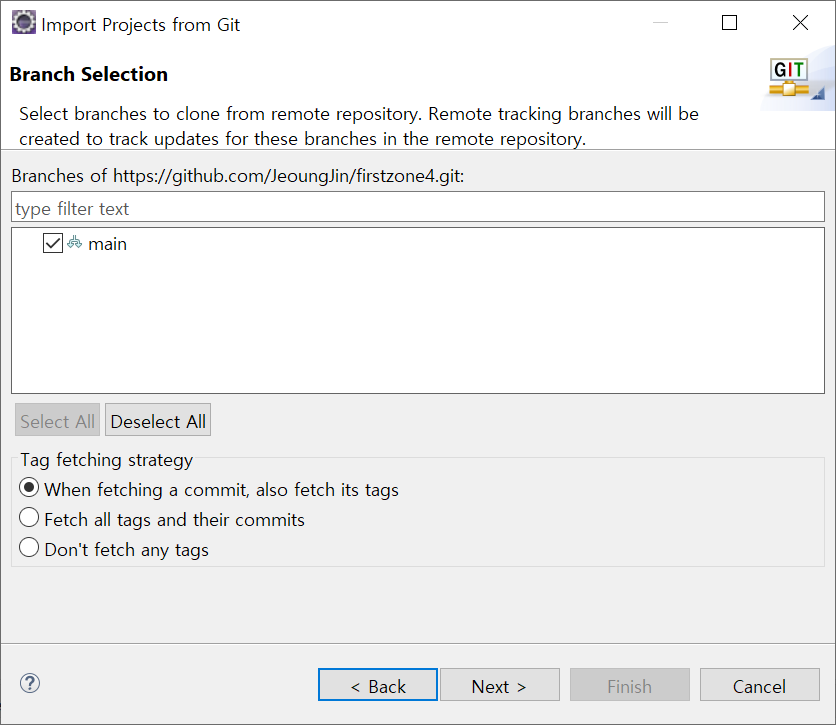 Import Projects from Git
Branch Selection
GIT
Select branches to clone from remote repository. Remote tracking branches will be
created to track updates for these branches in the remote repository.
Branches of https://github.com/JeoungJin/firstzone4.git:
type filter text
main
Select All Deselect All
Tag fetching strategy
When fetching a commit, also fetch its tags
Fetch all tags and their commits
Don't fetch any tags
? < Back Next > Finish Cancel